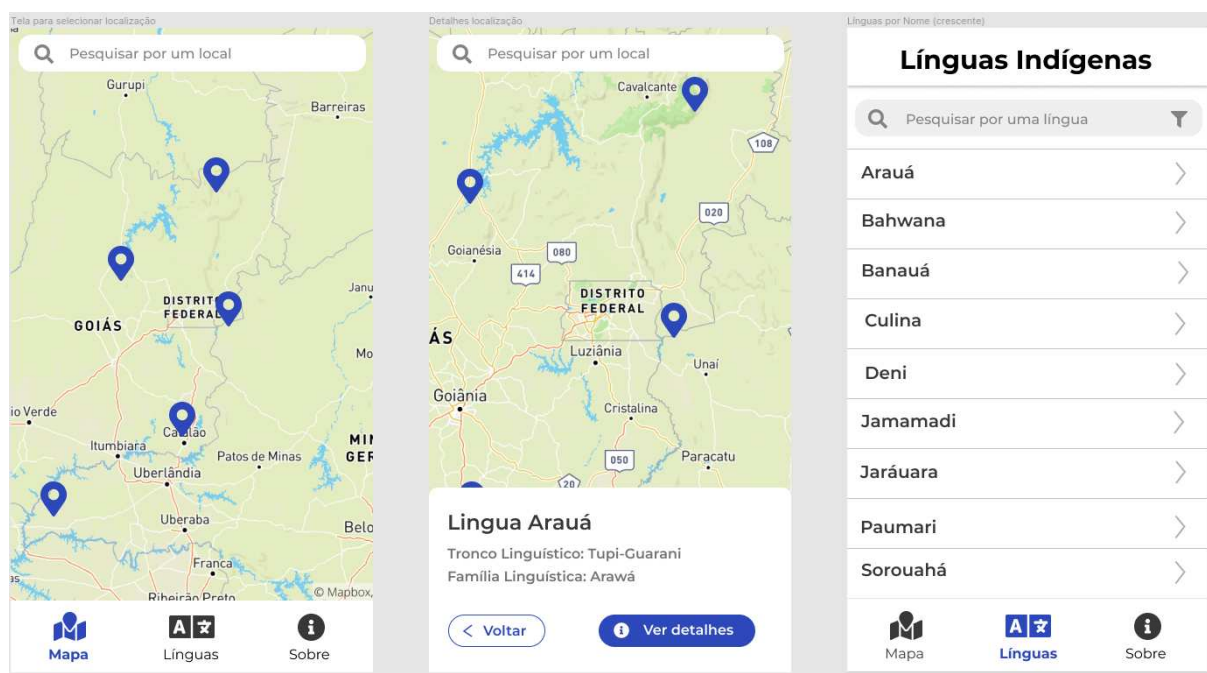 Tela para selecionar localização
Pesquisar por um local
Gurupi
Barreiras
DISTRIT
FEDERAL
GOIÁS
Janu
Mo
io Verde
Itumbiara
Catalão
Patos de Minas
MIN
GER
Uberlândia
Uberaba
Belo
Franca
Ribeirão Preto
© Mapbox,
Mapa
Línguas
Sobre
Detalhes localização
Pesquisar por um local
Cavalcante
108
020
Goianésia
080
414
DISTRITO
FEDERAL
ÁS
Luziânia
Unaí
Goiânia
Cristalina
050
Paracatu
20
Lingua Arauá
Tronco Linguístico: Tupi-Guarani
Família Linguística: Arawá
Voltar
Ver detalhes
Línguas por Nome (crescente)
Línguas Indígenas
Pesquisar por uma língua
Arauá
Bahwana
Banauá
Culina
Deni
Jamamadi
Jaráuara
Paumari
Sorouahá
Mapa
Línguas
Sobre